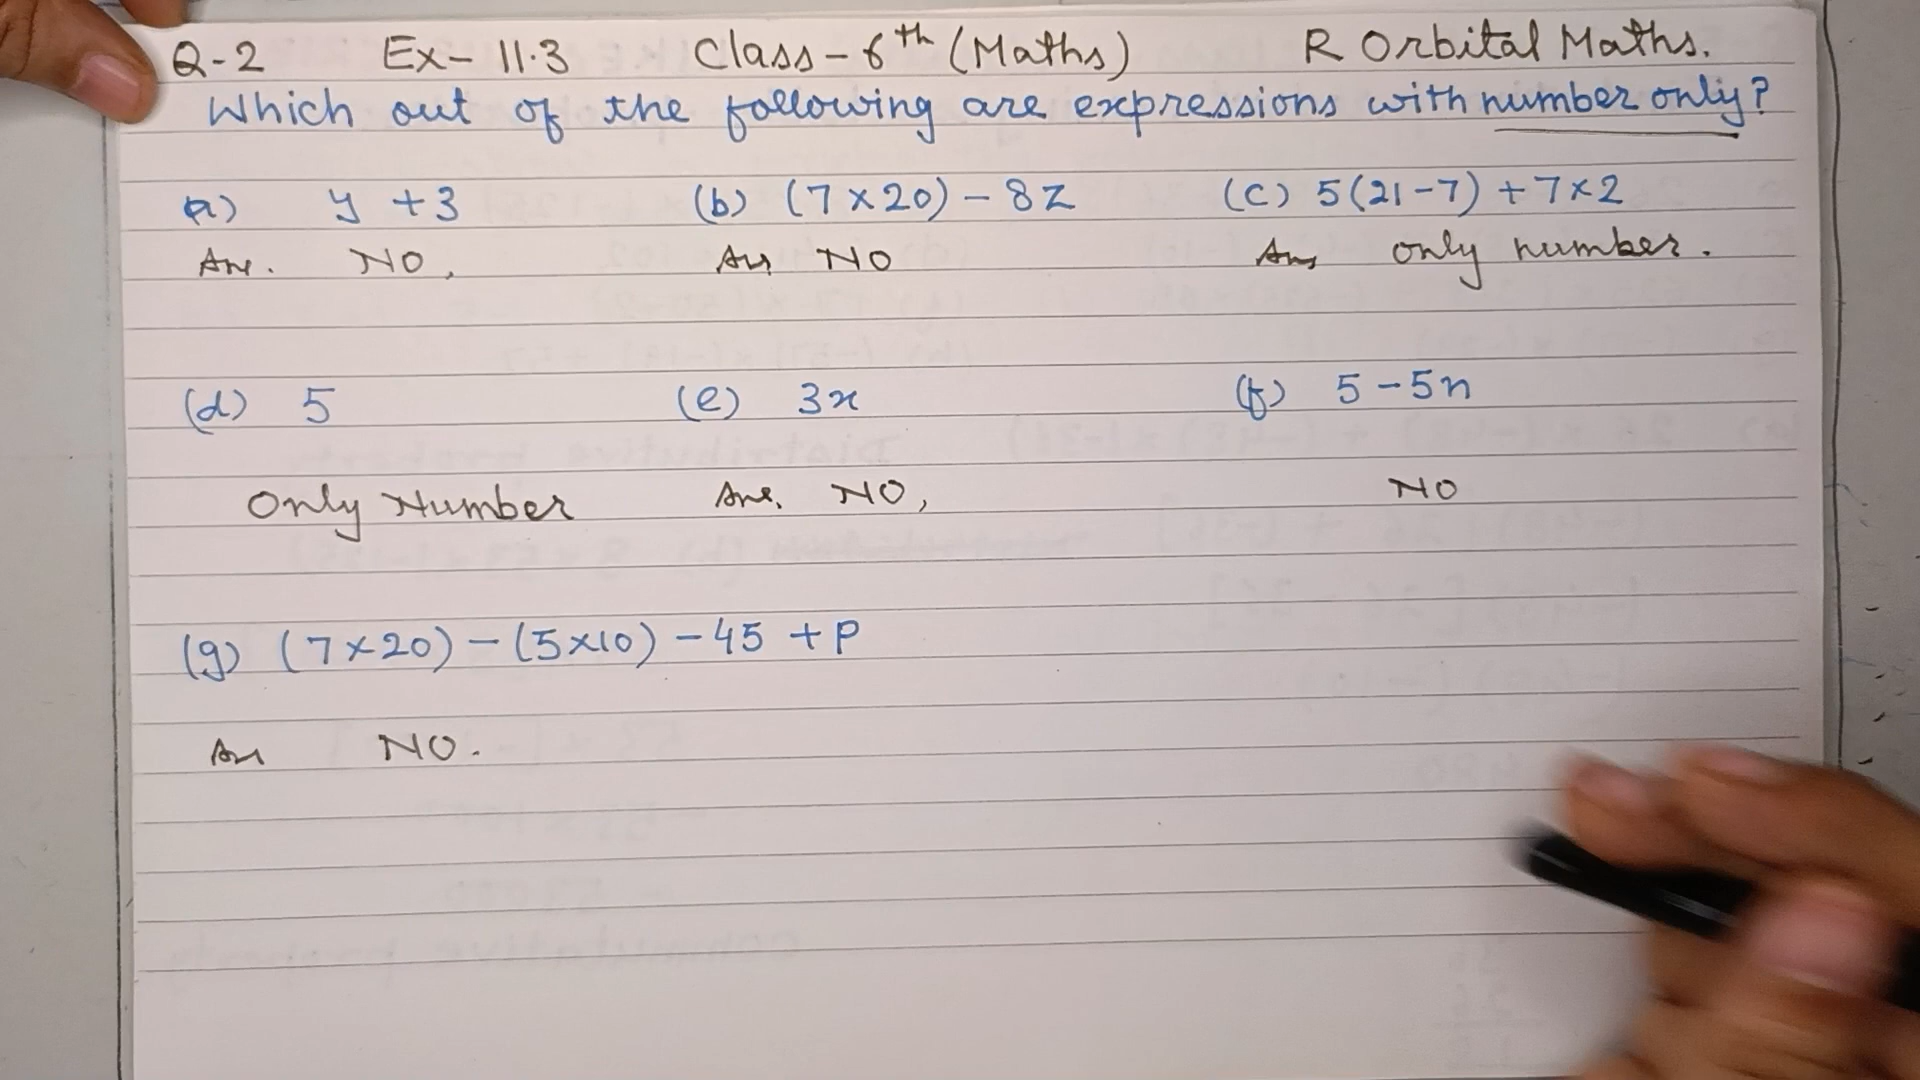 Q-2 Ex- 11.3 Class- 6th (Maths) R Orbital Maths.
Which out of the following are expressions with number only?
(a) y + 3 (b) (7×20) - 8z (c) 5(21-7) + 7×2
Ans. NO, Ans NO Ans only number.
(d) 5 (e) 3x (f) 5 - 5n
Only Number Ans. NO, NO
(g) (7×20) - (5×10) - 45 + p
Ans NO.